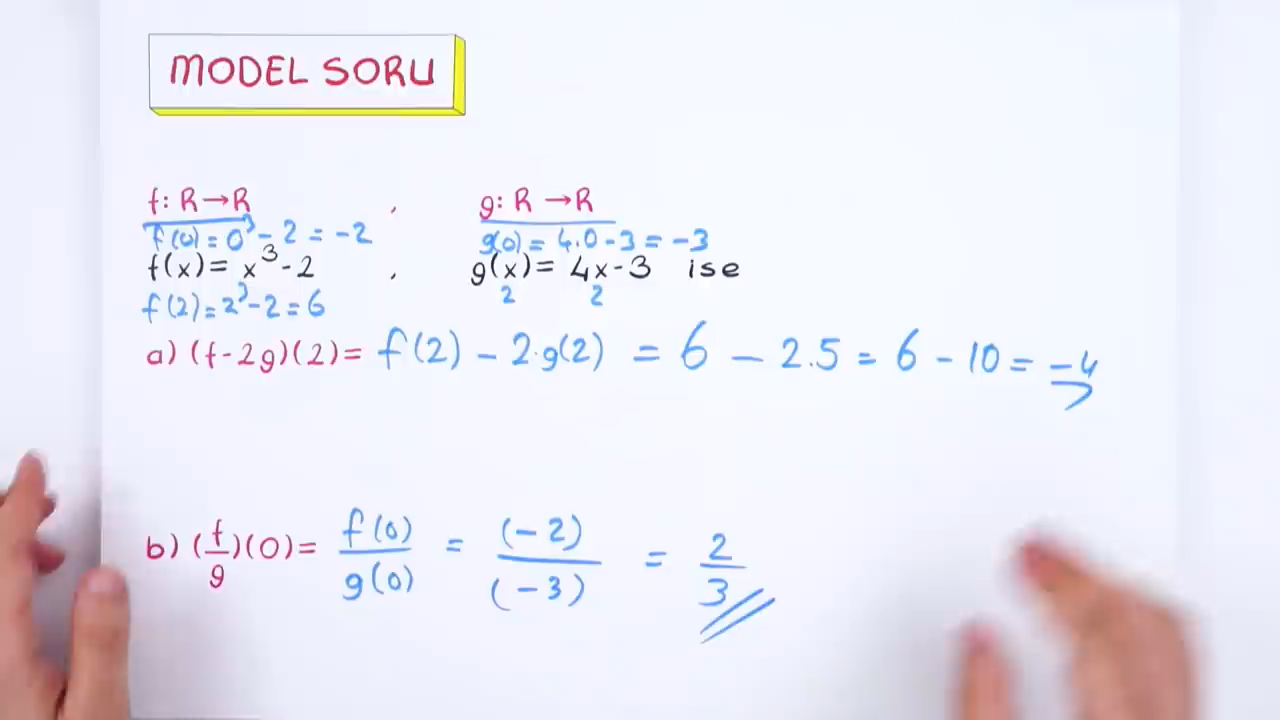 MODEL SORU
f: R→R , g: R→R
f(0) = 0³ - 2 = -2 g(0) = 4.0 - 3 = -3
f(x) = x³ - 2 , g(x) = 4x - 3 ise
f(2) = 2³ - 2 = 6 2 2
a) (f - 2g)(2) = f(2) - 2·g(2) = 6 - 2.5 = 6 - 10 = -4
b) (f/g)(0) = f(0)/g(0) = (-2)/(-3) = 2/3